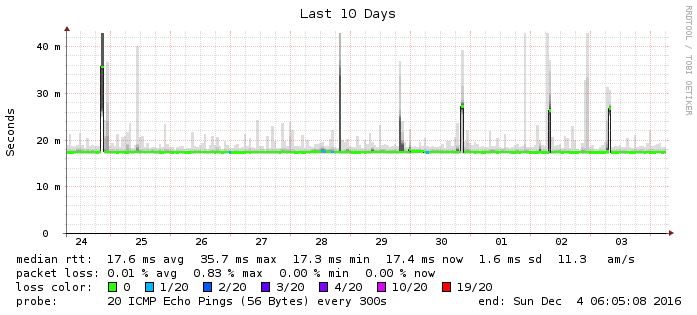 Last 10 Days
RRDTOOL / TOBI OETIKER
Seconds
40 m
30 m
20 m
10 m
0
24 25 26 27 28 29 30 01 02 03
median rtt: 17.6 ms avg 35.7 ms max 17.3 ms min 17.4 ms now 1.6 ms sd 11.3 am/s
packet loss: 0.01 % avg 0.83 % max 0.00 % min 0.00 % now
loss color: 0 1/20 2/20 3/20 4/20 10/20 19/20
probe: 20 ICMP Echo Pings (56 Bytes) every 300s end: Sun Dec 4 06:05:08 2016